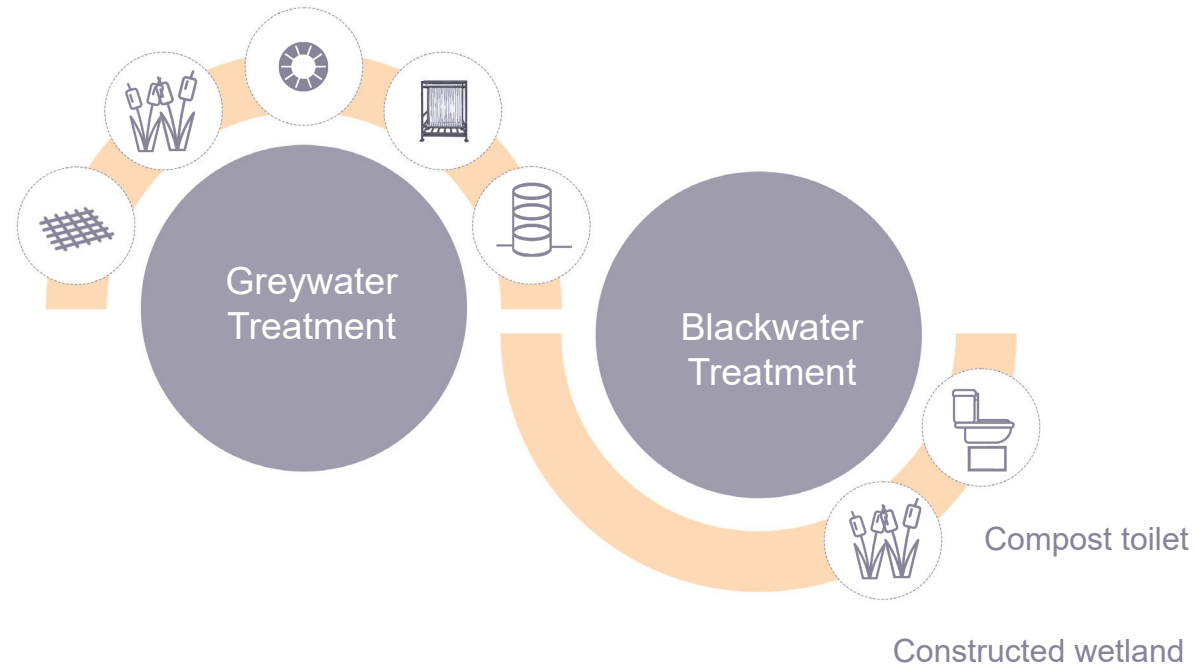 Greywater
Treatment
Blackwater
Treatment
Compost toilet
Constructed wetland